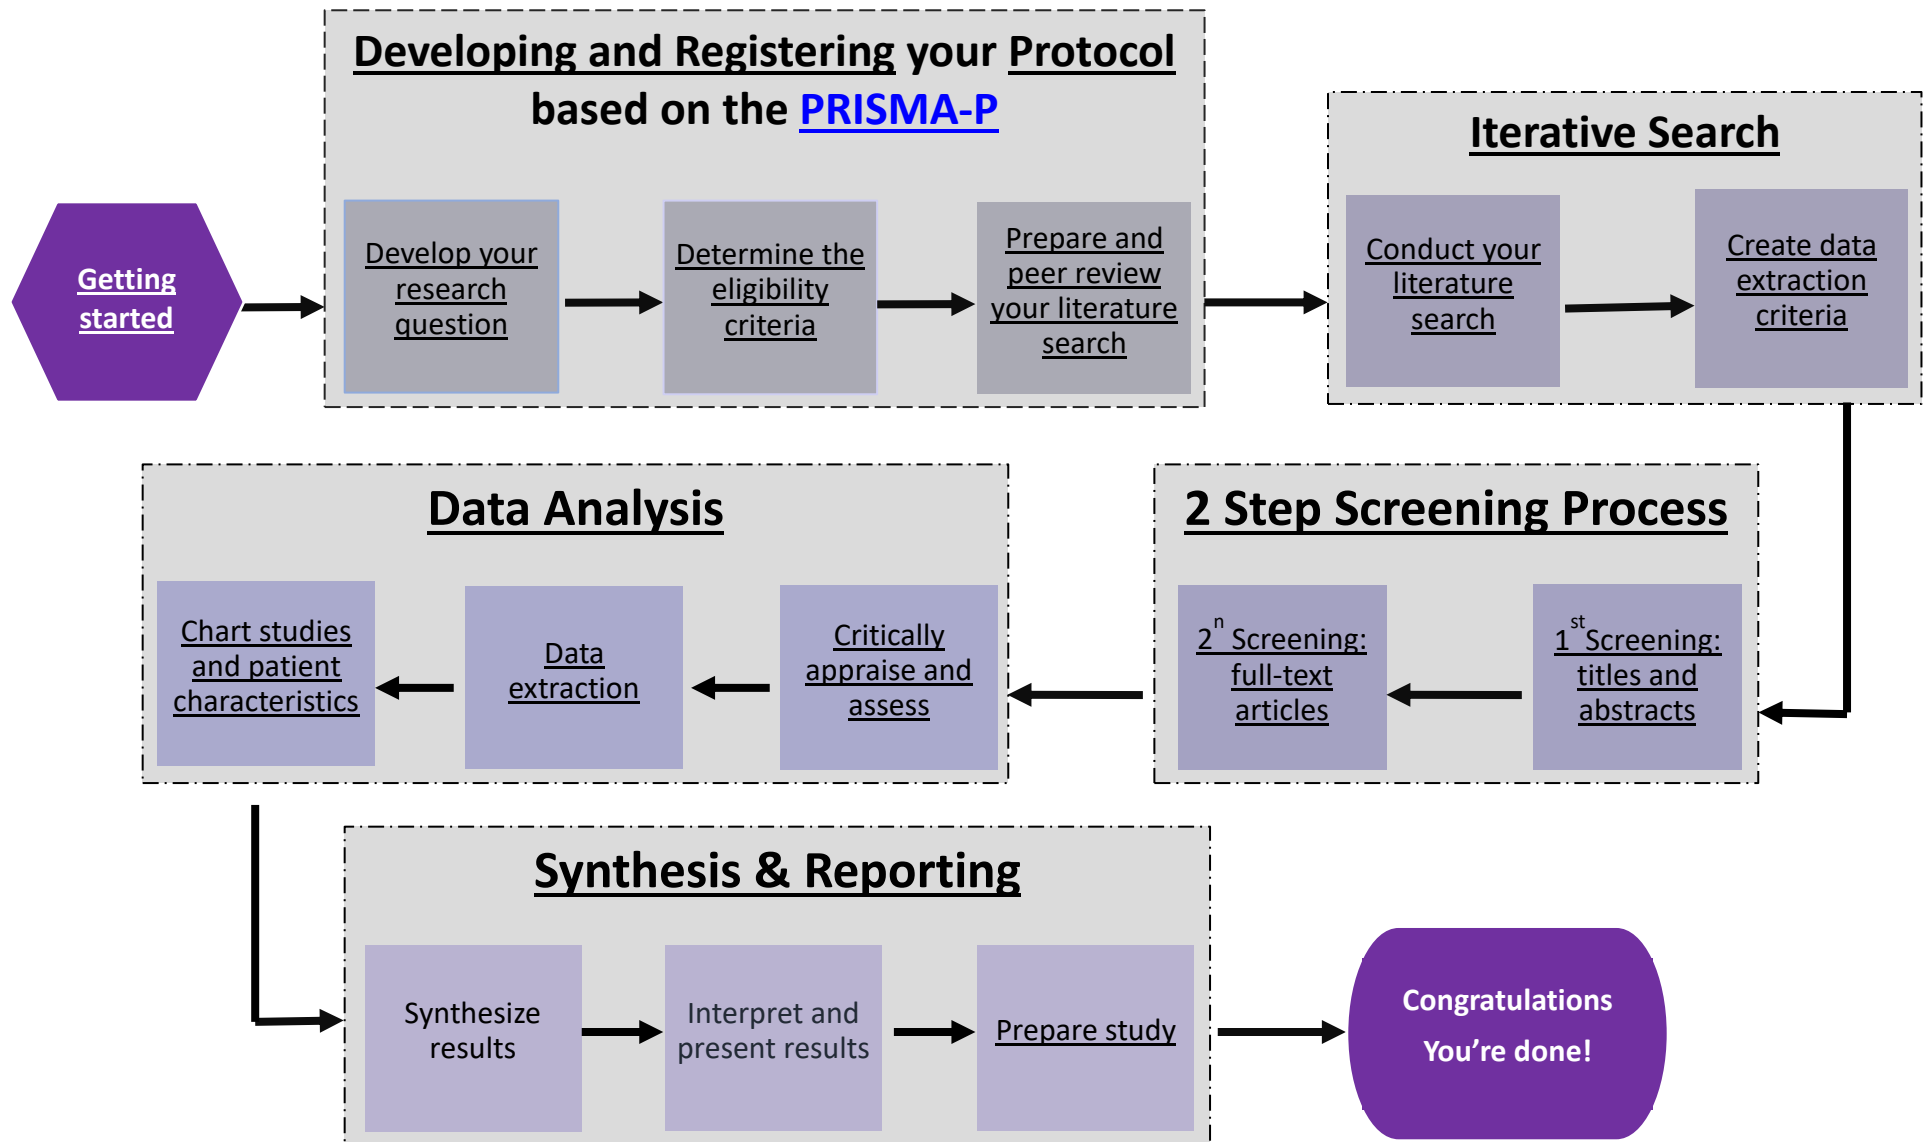 Developing and Registering your Protocol
based on the PRISMA-P
Getting
started
Develop your
research
question
Determine the
eligibility
criteria
Prepare and
peer review
your literature
search
Iterative Search
Conduct your
literature
search
Create data
extraction
criteria
2 Step Screening Process
1st Screening:
titles and
abstracts
2n Screening:
full-text
articles
Data Analysis
Critically
appraise and
assess
Data
extraction
Chart studies
and patient
characteristics
Synthesis & Reporting
Synthesize
results
Interpret and
present results
Prepare study
Congratulations
You’re done!